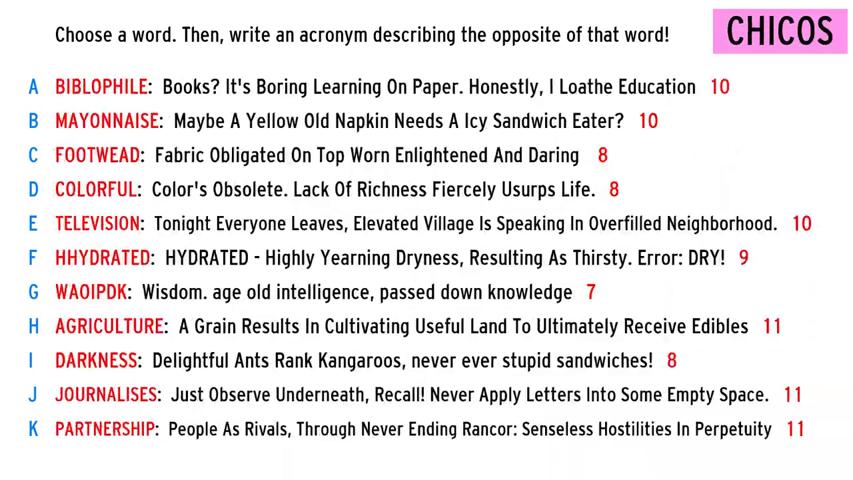 Choose a word. Then, write an acronym describing the opposite of that word!
CHICOS
A BIBLOPHILE: Books? It's Boring Learning On Paper. Honestly, I Loathe Education 10
B MAYONNAISE: Maybe A Yellow Old Napkin Needs A Icy Sandwich Eater? 10
C FOOTWEAD: Fabric Obligated On Top Worn Enlightened And Daring 8
D COLORFUL: Color's Obsolete. Lack Of Richness Fiercely Usurps Life. 8
E TELEVISION: Tonight Everyone Leaves, Elevated Village Is Speaking In Overfilled Neighborhood. 10
F HHYDRATED: HYDRATED - Highly Yearning Dryness, Resulting As Thirsty. Error: DRY! 9
G WAOIPDK: Wisdom. age old intelligence, passed down knowledge 7
H AGRICULTURE: A Grain Results In Cultivating Useful Land To Ultimately Receive Edibles 11
I DARKNESS: Delightful Ants Rank Kangaroos, never ever stupid sandwiches! 8
J JOURNALISES: Just Observe Underneath, Recall! Never Apply Letters Into Some Empty Space. 11
K PARTNERSHIP: People As Rivals, Through Never Ending Rancor: Senseless Hostilities In Perpetuity 11